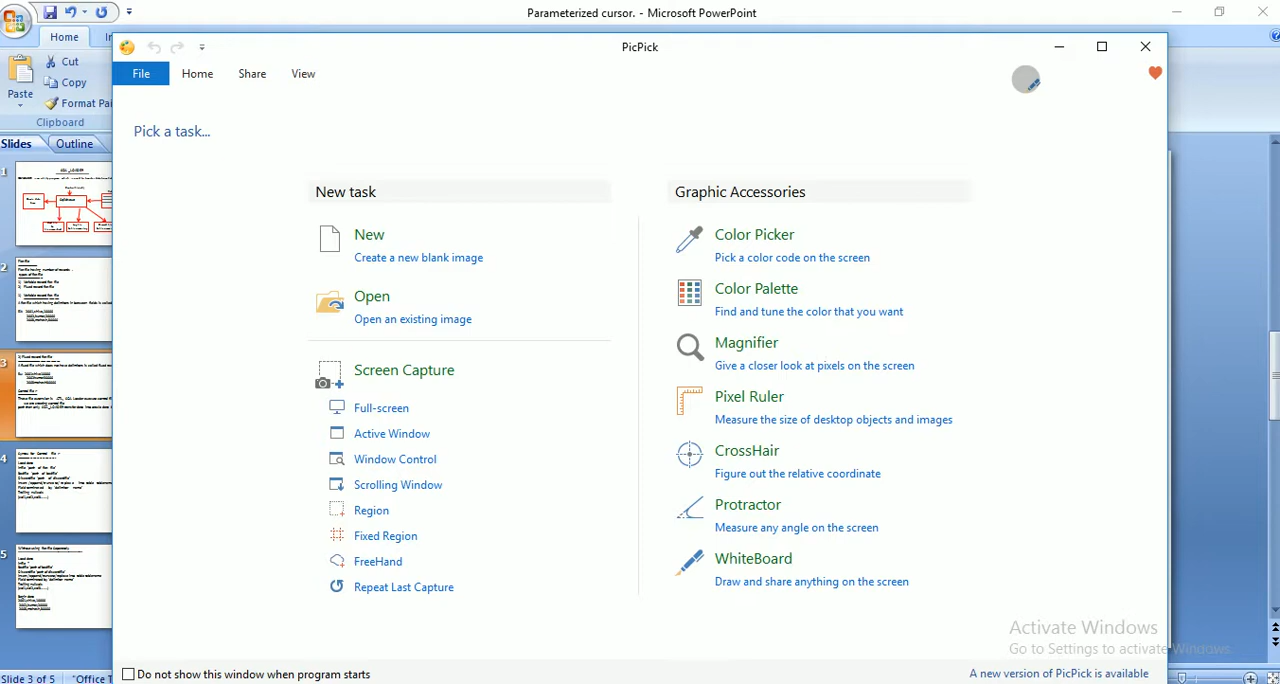 Parameterized cursor. - Microsoft PowerPoint
Home
Paste
Cut
Copy
Format Pai
Clipboard
Slides
Outline
1
2
3
4
5
PicPick
File
Home
Share
View
Pick a task...
New task
New
Create a new blank image
Open
Open an existing image
Screen Capture
Full-screen
Active Window
Window Control
Scrolling Window
Region
Fixed Region
FreeHand
Repeat Last Capture
Graphic Accessories
Color Picker
Pick a color code on the screen
Color Palette
Find and tune the color that you want
Magnifier
Give a closer look at pixels on the screen
Pixel Ruler
Measure the size of desktop objects and images
CrossHair
Figure out the relative coordinate
Protractor
Measure any angle on the screen
WhiteBoard
Draw and share anything on the screen
Activate Windows
Go to Settings to activate Windows.
Do not show this window when program starts
A new version of PicPick is available
Slide 3 of 5
"Office T